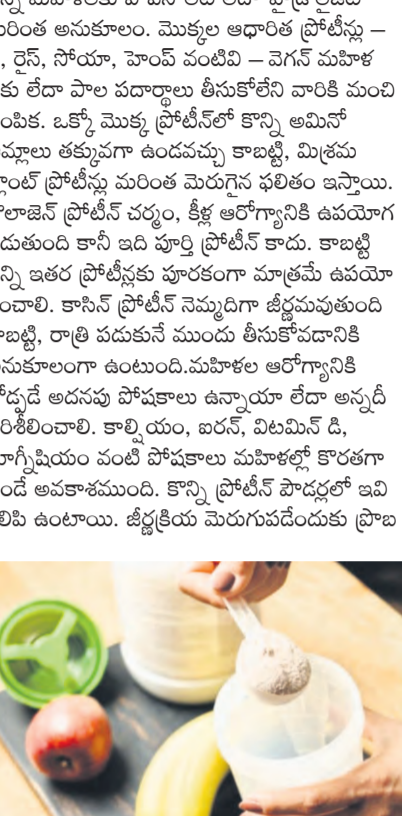 మరింత అనుకూలం. మొక్కల ఆధారిత ప్రోటీన్లు –
, రైస్, సోయా, హెంప్ వంటివి – వెగన్ మహిళ
కు లేదా పాల పదార్థాలు తీసుకోలేని వారికి మంచి
ంపిక. ఒక్కో మొక్క ప్రోటీన్‌లో కొన్ని అమినో
మ్లాలు తక్కువగా ఉండవచ్చు కాబట్టి, మిశ్రమ
్లాంట్ ప్రోటీన్లు మరింత మెరుగైన ఫలితం ఇస్తాయి.
ొలాజెన్ ప్రోటీన్ చర్మం, కీళ్ల ఆరోగ్యానికి ఉపయోగ
డుతుంది కానీ ఇది పూర్తి ప్రోటీన్ కాదు. కాబట్టి
న్ని ఇతర ప్రోటీన్లకు పూరకంగా మాత్రమే ఉపయో
ంచాలి. కాసిన్ ప్రోటీన్ నెమ్మదిగా జీర్ణమవుతుంది
ాబట్టి, రాత్రి పడుకునే ముందు తీసుకోవడానికి
నుకూలంగా ఉంటుంది.మహిళల ఆరోగ్యానికి
ోడ్పడే అదనపు పోషకాలు ఉన్నాయా లేదా అన్నదీ
రిశీలించాలి. కాల్షియం, ఐరన్, విటమిన్ డి,
ాగ్నీషియం వంటి పోషకాలు మహిళల్లో కొరతగా
ండే అవకాశముంది. కొన్ని ప్రోటీన్ పౌడర్లలో ఇవి
లిపి ఉంటాయి. జీర్ణక్రియ మెరుగుపడేందుకు ప్రొబ